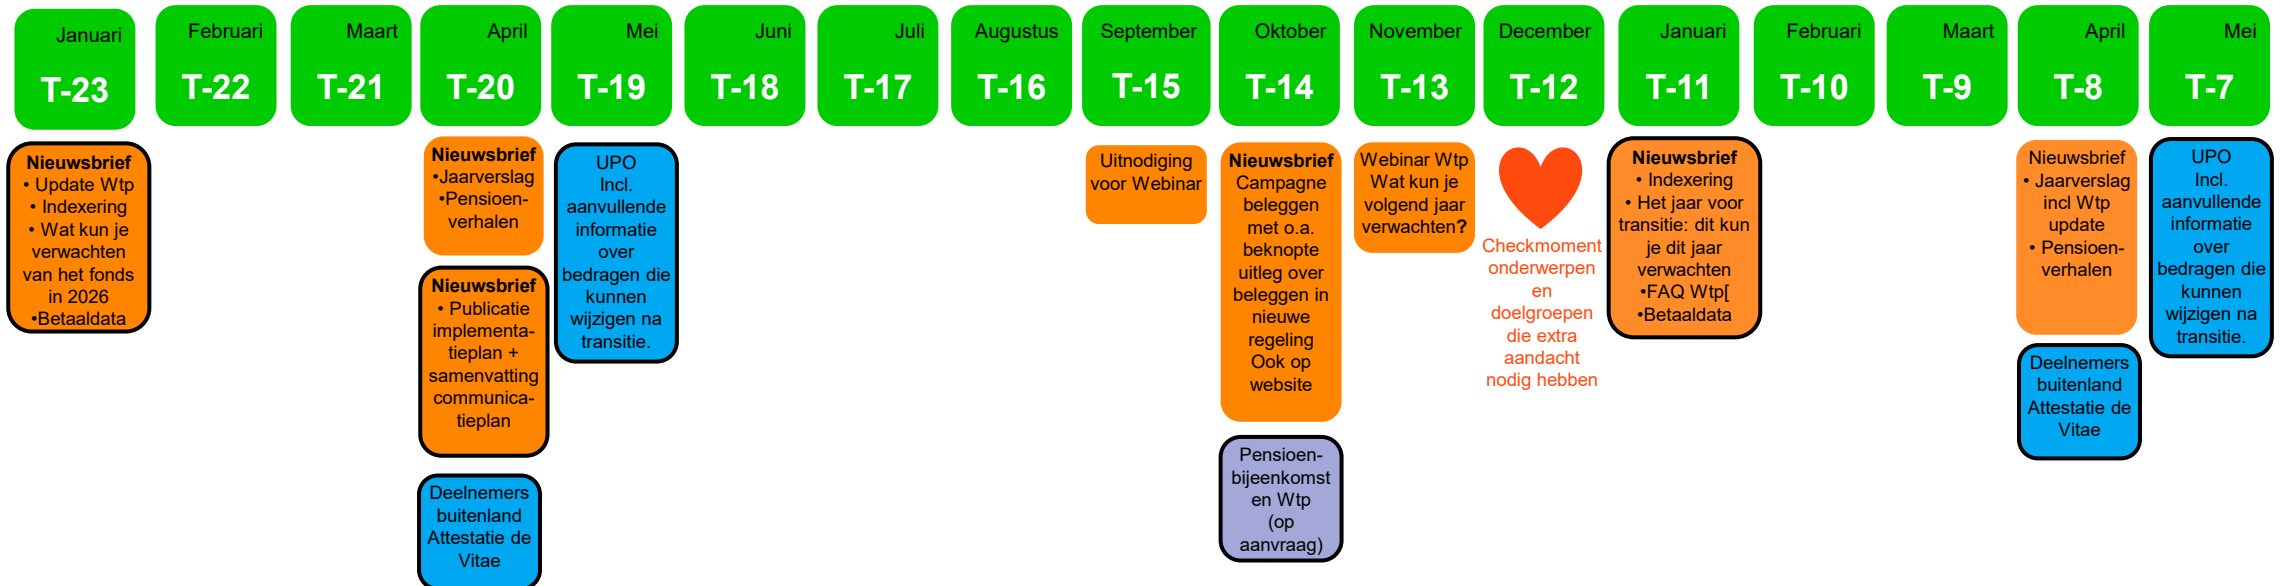 Januari
T-23
Februari
T-22
Maart
T-21
April
T-20
Mei
T-19
Juni
T-18
Juli
T-17
Augustus
T-16
September
T-15
Oktober
T-14
November
T-13
December
T-12
Januari
T-11
Februari
T-10
Maart
T-9
April
T-8
Mei
T-7
Nieuwsbrief
• Update Wtp
• Indexering
• Wat kun je
verwachten
van het fonds
in 2026
•Betaaldata
Nieuwsbrief
•Jaarverslag
•Pensioen-
verhalen
Nieuwsbrief
• Publicatie
implementa-
tieplan +
samenvatting
communica-
tieplan
Deelnemers
buitenland
Attestatie de
Vitae
UPO
Incl.
aanvullende
informatie
over
bedragen die
kunnen
wijzigen na
transitie.
Uitnodiging
voor Webinar
Nieuwsbrief
Campagne
beleggen
met o.a.
beknopte
uitleg over
beleggen in
nieuwe
regeling
Ook op
website
Pensioen-
bijeenkomst
en Wtp
(op
aanvraag)
Webinar Wtp
Wat kun je
volgend jaar
verwachten?
Checkmoment
onderwerpen
en
doelgroepen
die extra
aandacht
nodig hebben
Nieuwsbrief
• Indexering
• Het jaar voor
transitie: dit kun
je dit jaar
verwachten
•FAQ Wtp[
•Betaaldata
Nieuwsbrief
• Jaarverslag
incl Wtp
update
• Pensioen-
verhalen
Deelnemers
buitenland
Attestatie de
Vitae
UPO
Incl.
aanvullende
informatie
over
bedragen die
kunnen
wijzigen na
transitie.